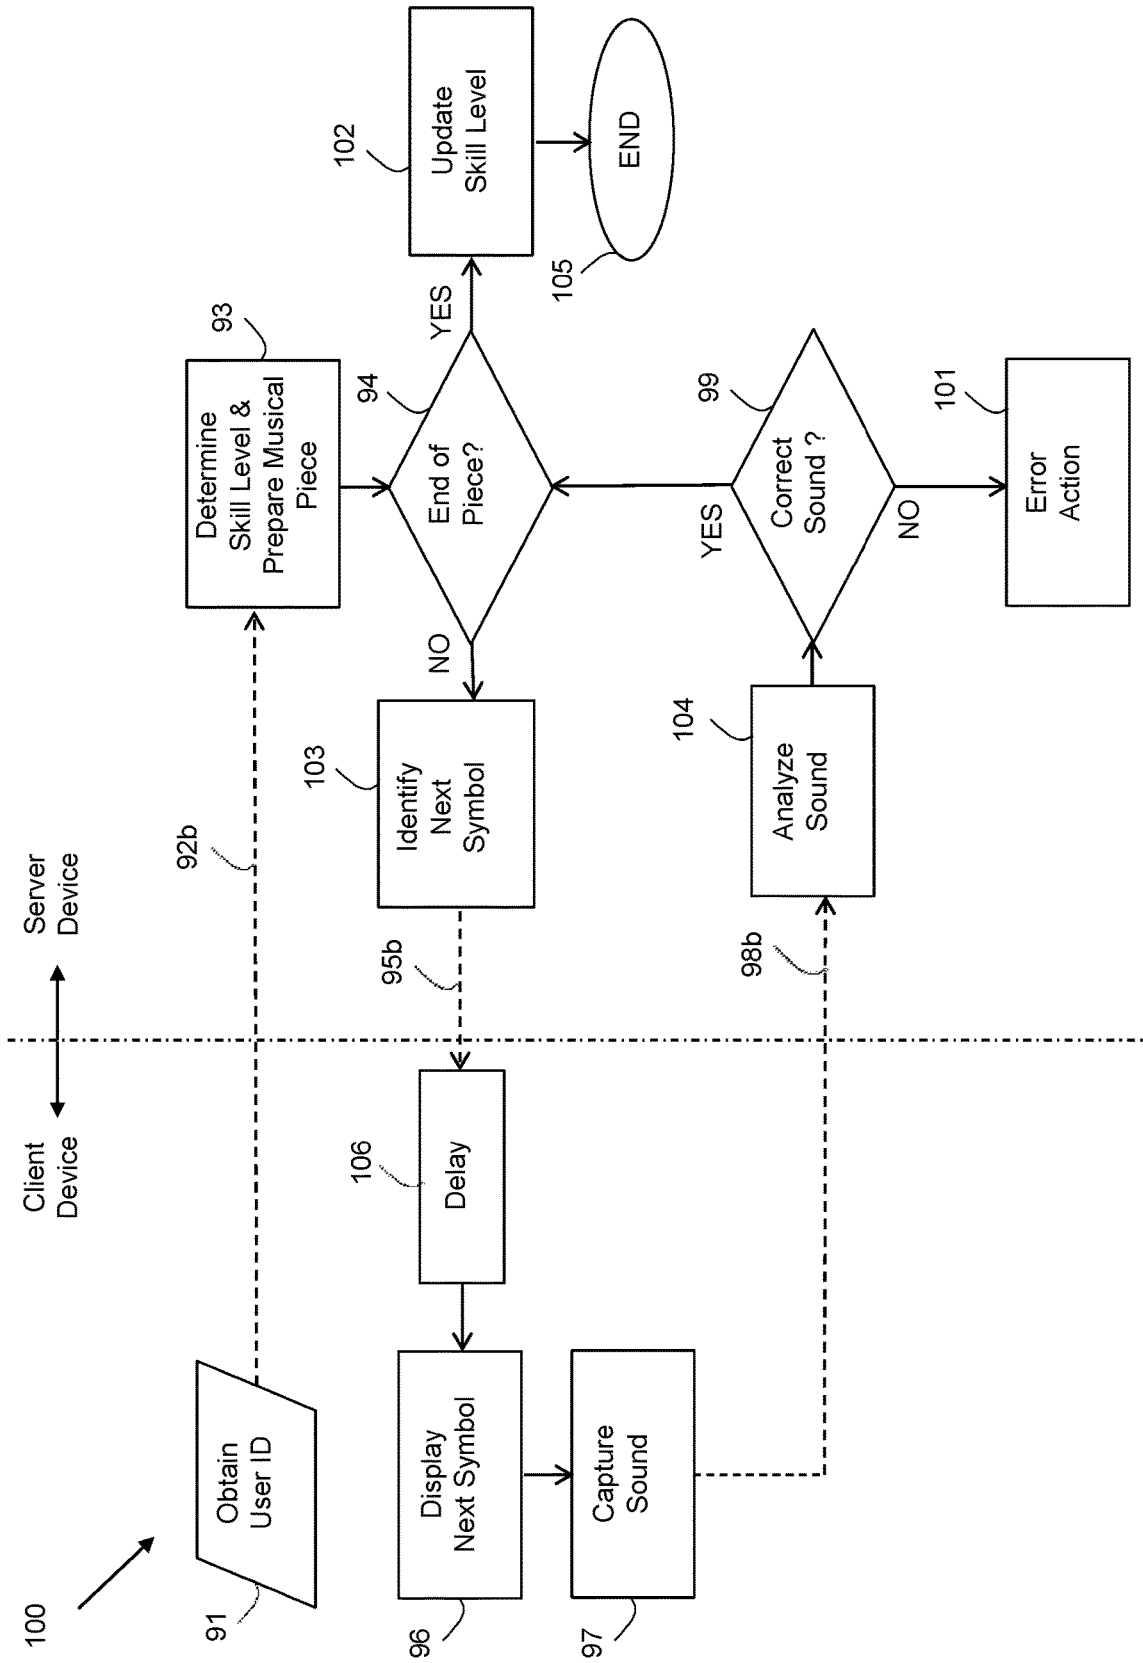 100
Client
Device
Server
Device
91
Obtain
User ID
92b
93
Determine
Skill Level &
Prepare Musical
Piece
94
End of
Piece?
YES
NO
102
Update
Skill Level
105
END
103
Identify
Next
Symbol
95b
106
Delay
96
Display
Next Symbol
97
Capture
Sound
98b
104
Analyze
Sound
99
Correct
Sound ?
YES
NO
101
Error
Action